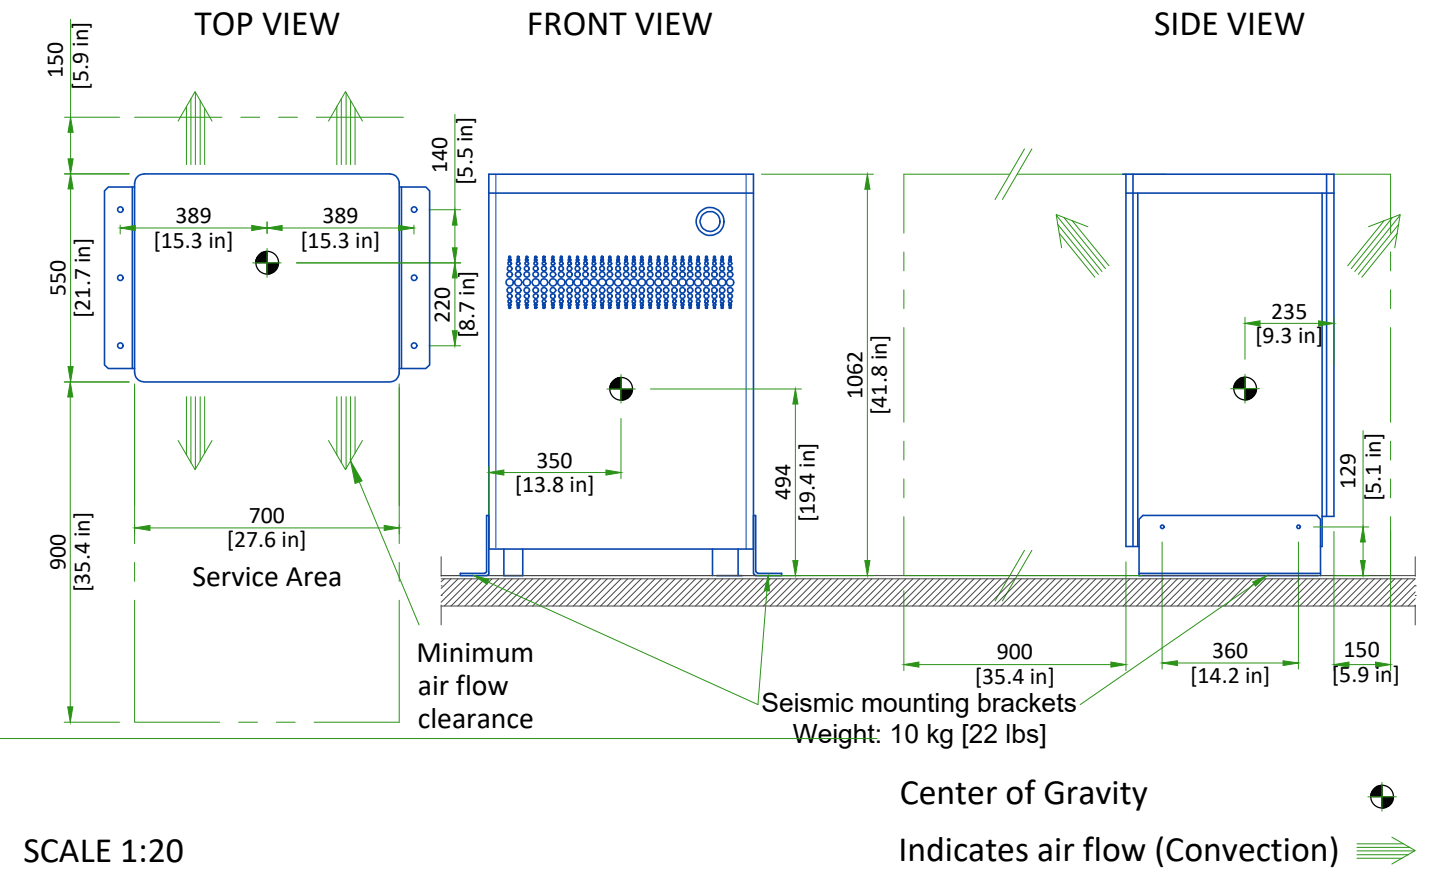 TOP VIEW
FRONT VIEW
SIDE VIEW
150
[5.9 in]
550
[21.7 in]
900
[35.4 in]
389
[15.3 in]
389
[15.3 in]
140
[5.5 in]
220
[8.7 in]
700
[27.6 in]
Service Area
Minimum
air flow
clearance
350
[13.8 in]
494
[19.4 in]
1062
[41.8 in]
235
[9.3 in]
129
[5.1 in]
900
[35.4 in]
360
[14.2 in]
150
[5.9 in]
Seismic mounting brackets
Weight: 10 kg [22 lbs]
Center of Gravity
Indicates air flow (Convection)
SCALE 1:20